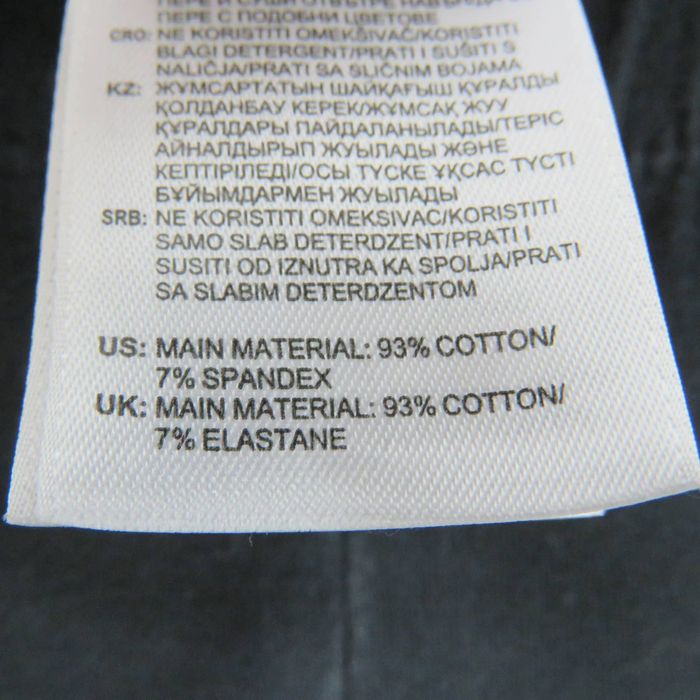 ПЕРЕ С ПОДОБНИ ЦВЕТОВЕ
CRO: NE KORISTITI OMEKŠIVAČ/KORISTITI
BLAGI DETERGENT/PRATI I SUŠITI S
NALIČJA/PRATI SA SLIČNIM BOJAMA
KZ: ЖҰМСАРТАТЫН ШАЙҚАҒЫШ ҚҰРАЛДЫ
ҚОЛДАНБАУ КЕРЕК/ЖҰМСАҚ ЖУУ
ҚҰРАЛДАРЫ ПАЙДАЛАНЫЛАДЫ/ТЕРІС
АЙНАЛДЫРЫП ЖУЫЛАДЫ ЖӘНЕ
КЕПТІРІЛЕДІ/ОСЫ ТҮСКЕ ҰҚСАС ТҮСТІ
БҰЙЫМДАРМЕН ЖУЫЛАДЫ
SRB: NE KORISTITI OMEKSIVAC/KORISTITI
SAMO SLAB DETERDZENT/PRATI I
SUSITI OD IZNUTRA KA SPOLJA/PRATI
SA SLABIM DETERDZENTOM
US: MAIN MATERIAL: 93% COTTON/
7% SPANDEX
UK: MAIN MATERIAL: 93% COTTON/
7% ELASTANE